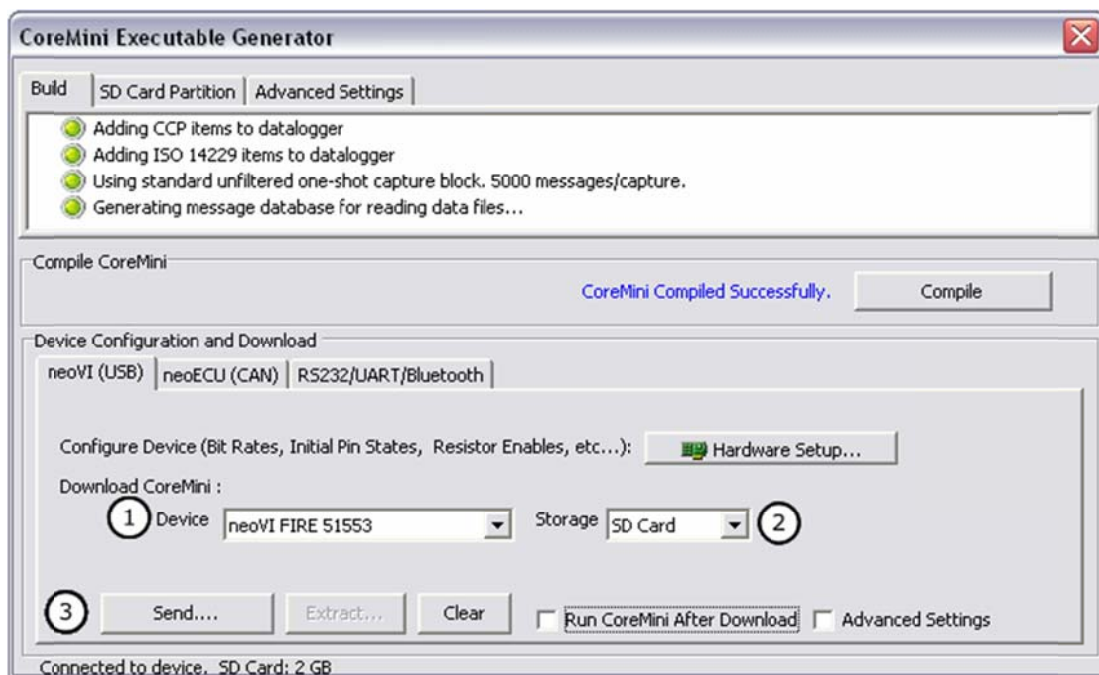 CoreMini Executable Generator
Build SD Card Partition Advanced Settings
Adding CCP items to datalogger
Adding ISO 14229 items to datalogger
Using standard unfiltered one-shot capture block. 5000 messages/capture.
Generating message database for reading data files...
Compile CoreMini
CoreMini Compiled Successfully. Compile
Device Configuration and Download
neoVI (USB) neoECU (CAN) RS232/UART/Bluetooth
Configure Device (Bit Rates, Initial Pin States, Resistor Enables, etc...): Hardware Setup...
Download CoreMini :
1 Device neoVI FIRE 51553 Storage SD Card 2
3 Send.... Extract... Clear Run CoreMini After Download Advanced Settings
Connected to device. SD Card: 2 GB